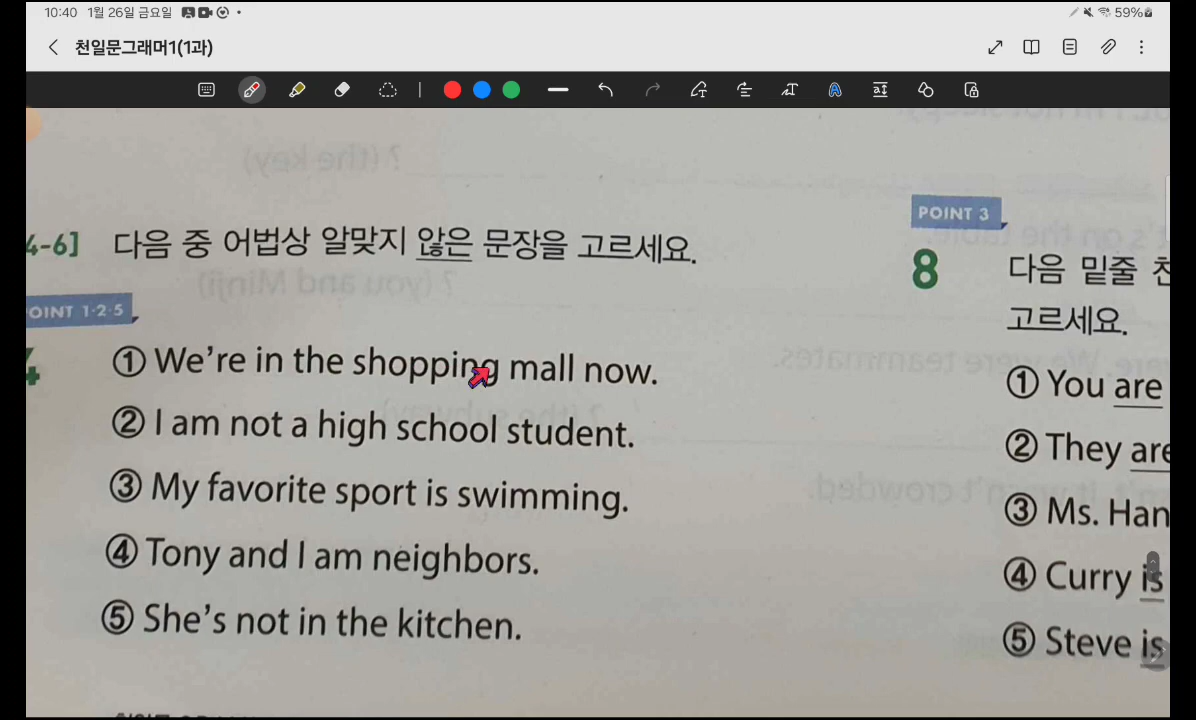 10:40 1월 26일 금요일
59%
천일문그래머1(1과)
4-6] 다음 중 어법상 알맞지 않은 문장을 고르세요.
OINT 1·2·5
4
① We're in the shopping mall now.
② I am not a high school student.
③ My favorite sport is swimming.
④ Tony and I am neighbors.
⑤ She's not in the kitchen.
POINT 3
8 다음 밑줄 친
고르세요.
① You are
② They are
③ Ms. Han
④ Curry is
⑤ Steve is